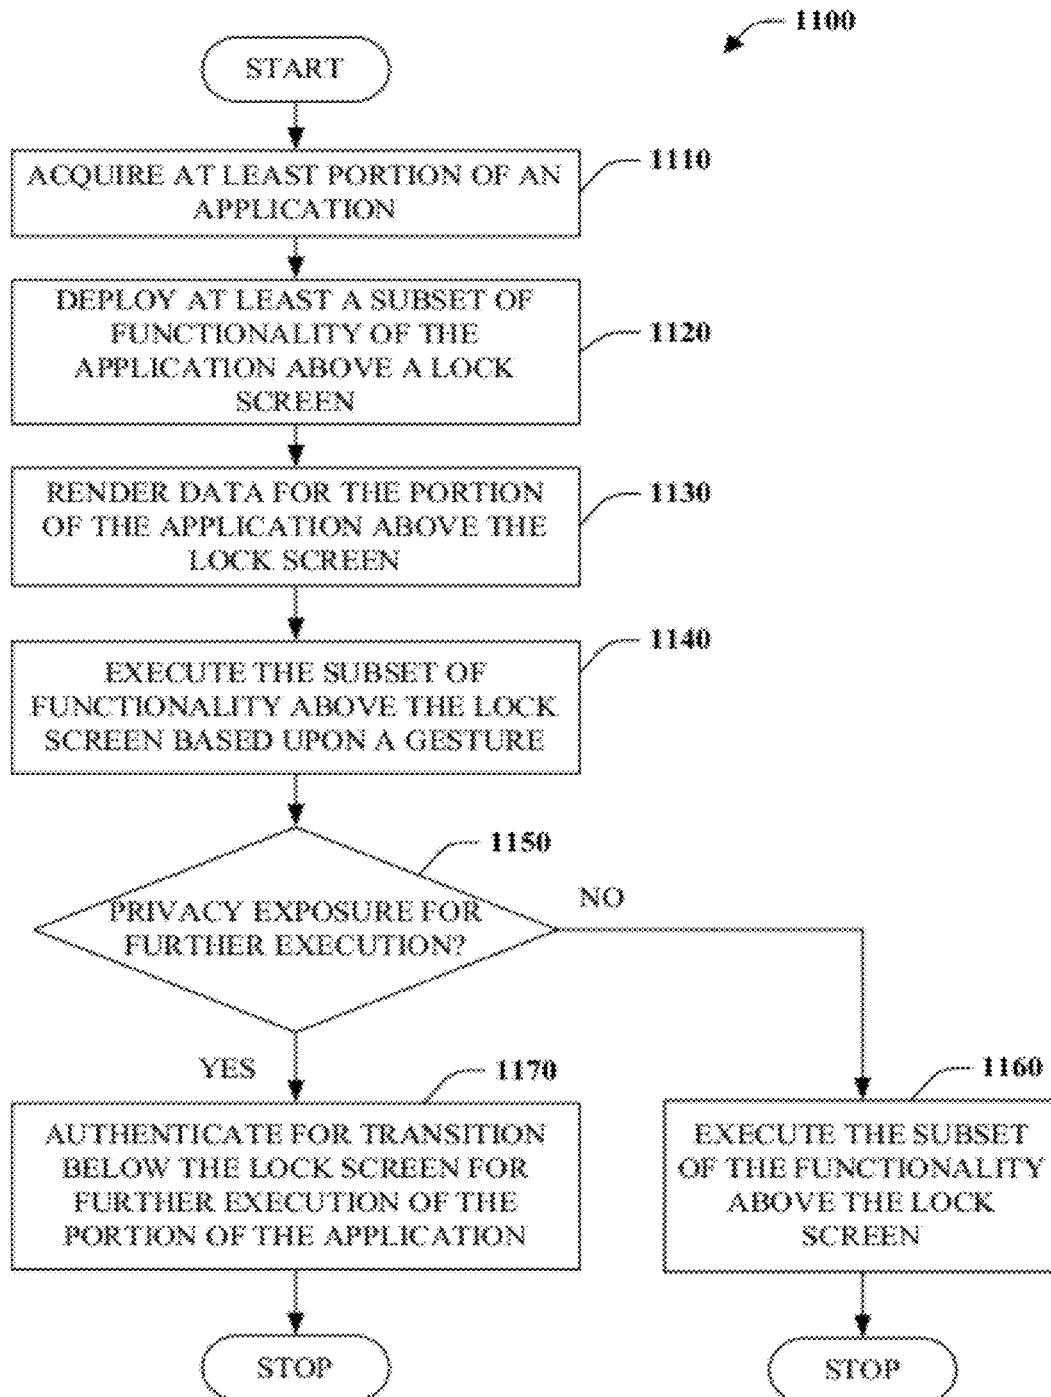 1100
START
1110
ACQUIRE AT LEAST PORTION OF AN
APPLICATION
DEPLOY AT LEAST A SUBSET OF
FUNCTIONALITY OF THE
APPLICATION ABOVE A LOCK
SCREEN
1120
RENDER DATA FOR THE PORTION
OF THE APPLICATION ABOVE THE
LOCK SCREEN
1130
1140
EXECUTE THE SUBSET OF
FUNCTIONALITY ABOVE THE LOCK
SCREEN BASED UPON A GESTURE
1150
PRIVACY EXPOSURE FOR
FURTHER EXECUTION?
NO
YES
1170
AUTHENTICATE FOR TRANSITION
BELOW THE LOCK SCREEN FOR
FURTHER EXECUTION OF THE
PORTION OF THE APPLICATION
1160
EXECUTE THE SUBSET
OF THE FUNCTIONALITY
ABOVE THE LOCK
SCREEN
STOP
STOP